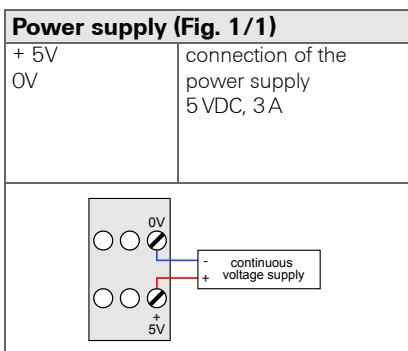 Power supply (Fig. 1/1)
+ 5V
0V
connection of the
power supply
5 VDC, 3 A
0V
- continuous
+ voltage supply
+
5V